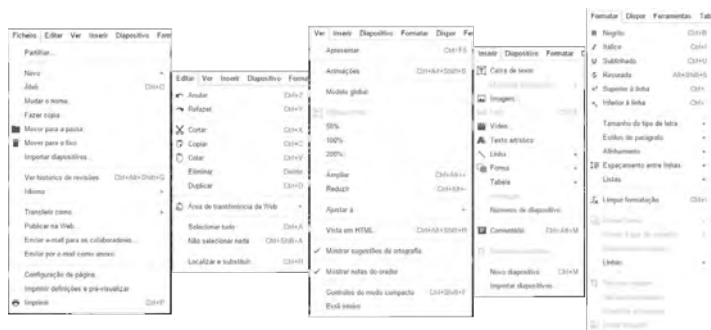 Ficheiro Editar Ver Inserir Diapositivo Form
Partilhar...
Novo
Abrir Ctrl+O
Mudar o nome...
Fazer cópia
Mover para a pasta
Mover para o lixo
Importar diapositivos...
Ver histórico de revisões Ctrl+Alt+Shift+G
Idioma
Transferir como
Publicar na Web...
Enviar e-mail para os colaboradores...
Enviar por e-mail como anexo
Configuração de página...
Imprimir definições e pré-visualizar
Imprimir Ctrl+P
Editar Ver Inserir Diapositivo Forma
Anular Ctrl+Z
Refazer Ctrl+Y
Cortar Ctrl+X
Copiar Ctrl+C
Colar Ctrl+V
Eliminar Delete
Duplicar Ctrl+D
Área de transferência da Web
Selecionar tudo Ctrl+A
Não selecionar nada Ctrl+Shift+A
Localizar e substituir Ctrl+H
Ver Inserir Diapositivo Formatar Dispor Fe
Apresentar Ctrl+F5
Animações Ctrl+Alt+Shift+B
Modelo global
50%
100%
200%
Ampliar Ctrl+Alt++
Reduzir Ctrl+Alt+-
Ajustar a
Vista em HTML Ctrl+Alt+Shift+H
Mostrar sugestões de ortografia
Mostrar notas do orador
Controlos do modo compacto Ctrl+Shift+F
Ecrã inteiro
Inserir Diapositivo Formatar D
Caixa de texto
Imagem...
Vídeo...
Texto artístico
Linha
Forma
Tabela
Números de diapositivo
Comentário Ctrl+Alt+M
Novo diapositivo Ctrl+M
Importar diapositivos...
Formatar Dispor Ferramentas Tab
Negrito Ctrl+B
Itálico Ctrl+I
Sublinhado Ctrl+U
Rasurada Alt+Shift+5
Superior à linha Ctrl+.
Inferior à linha Ctrl+,
Tamanho do tipo de letra
Estilos de parágrafo
Alinhamento
Espaçamento entre linhas
Listas
Limpar formatação Ctrl+\
Linhas